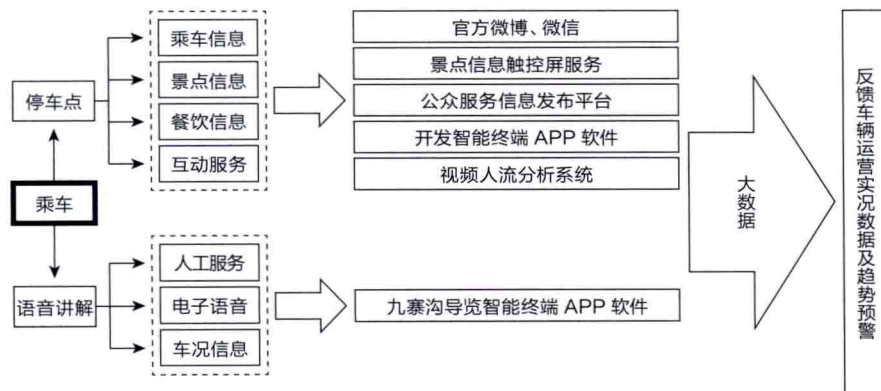 乘车
停车点
乘车信息
景点信息
餐饮信息
互动服务
官方微博、微信
景点信息触控屏服务
公众服务信息发布平台
开发智能终端 APP 软件
视频人流分析系统
语音讲解
人工服务
电子语音
车况信息
九寨沟导览智能终端 APP 软件
大数据
反馈车辆运营实况数据及趋势预警